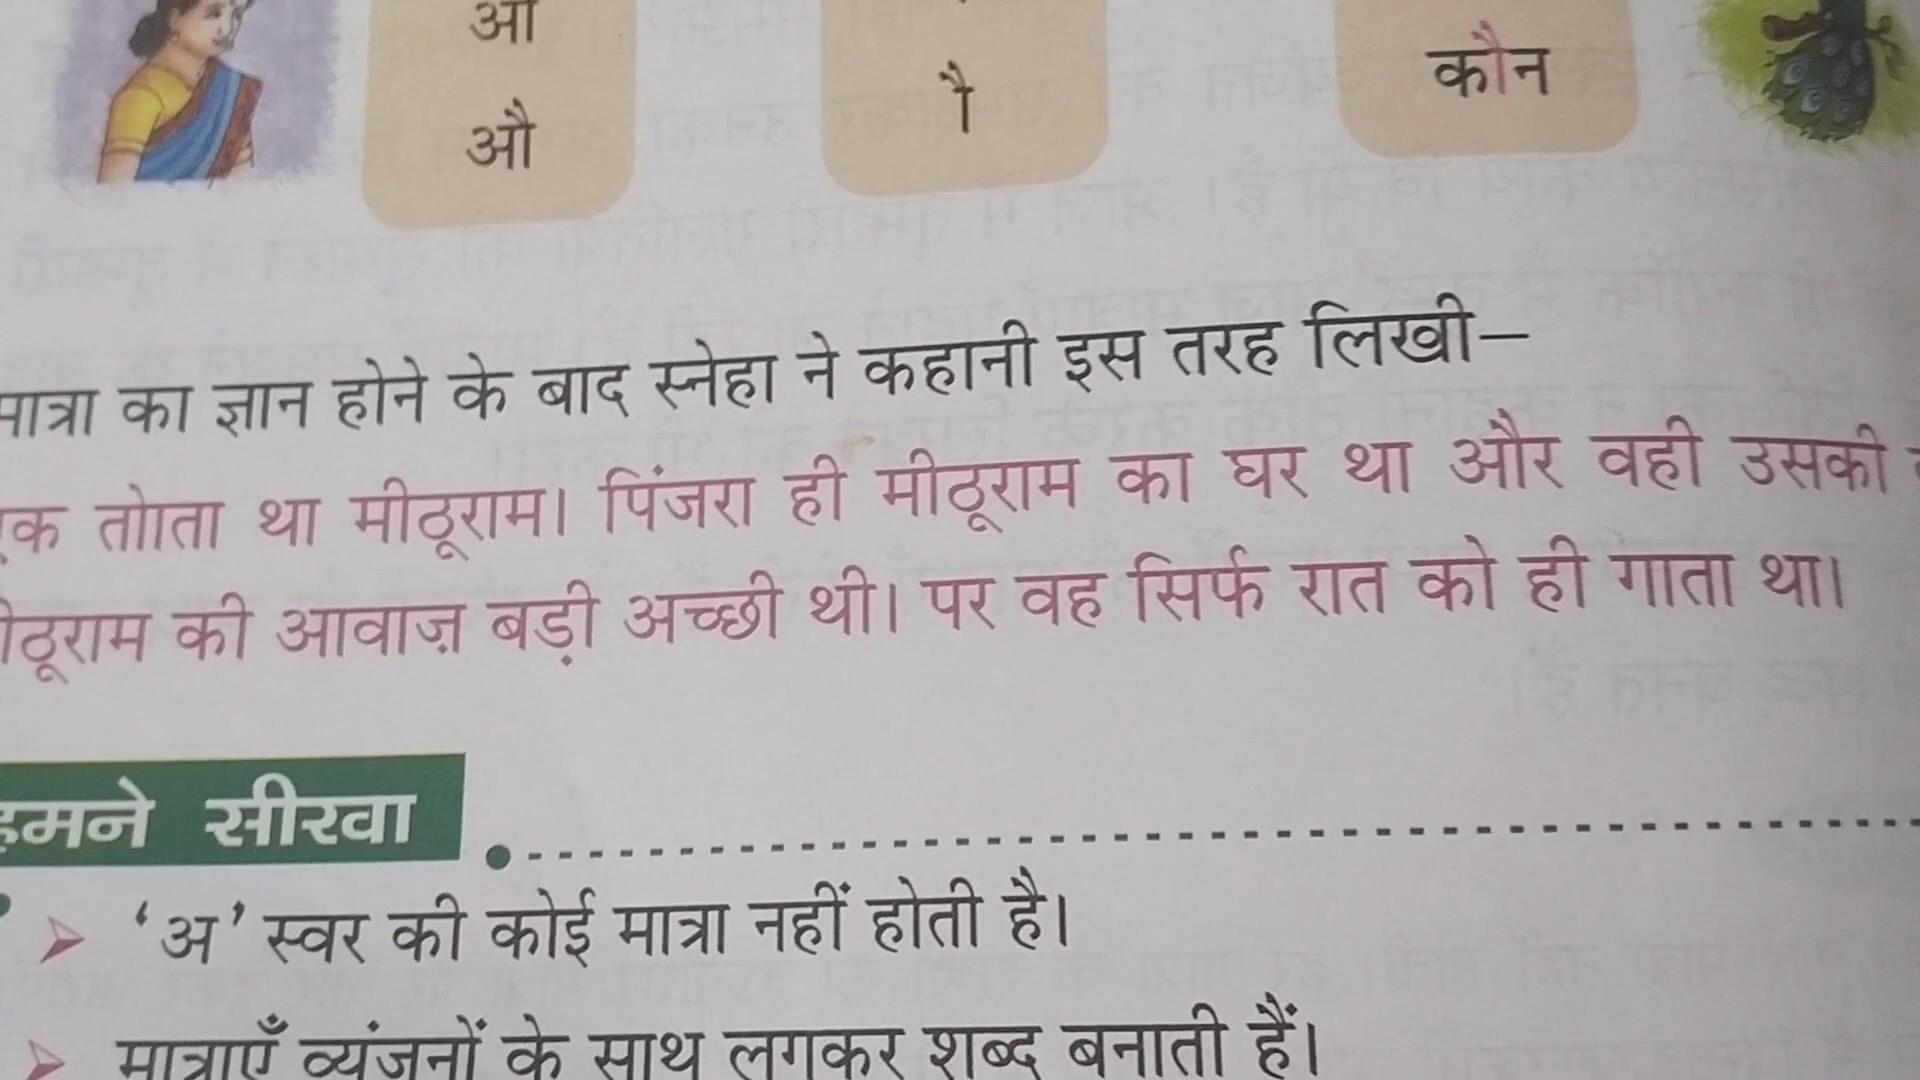 औ
ौ
कौन
मात्रा का ज्ञान होने के बाद स्नेहा ने कहानी इस तरह लिखी–
एक तोाता था मीठूराम। पिंजरा ही मीठूराम का घर था और वही उसकी
मीठूराम की आवाज़ बड़ी अच्छी थी। पर वह सिर्फ रात को ही गाता था।
हमने सीखा
‘अ’ स्वर की कोई मात्रा नहीं होती है।
मात्राएँ व्यंजनों के साथ लगकर शब्द बनाती हैं।